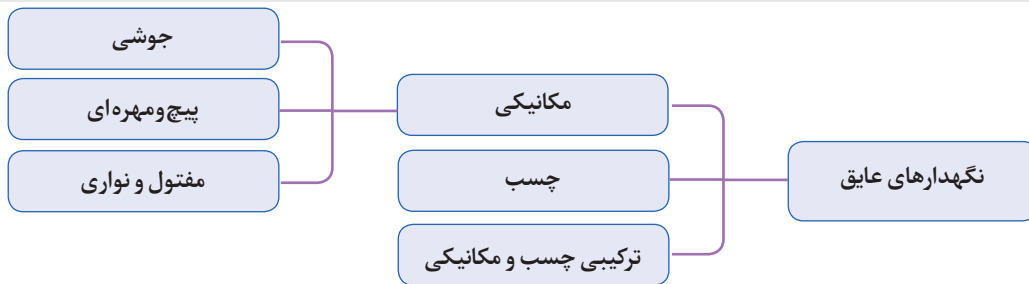 نگهدارهای عایق
مکانیکی
چسب
ترکیبی چسب و مکانیکی
جوشی
پیچ‌ومهره‌ای
مفتول و نواری